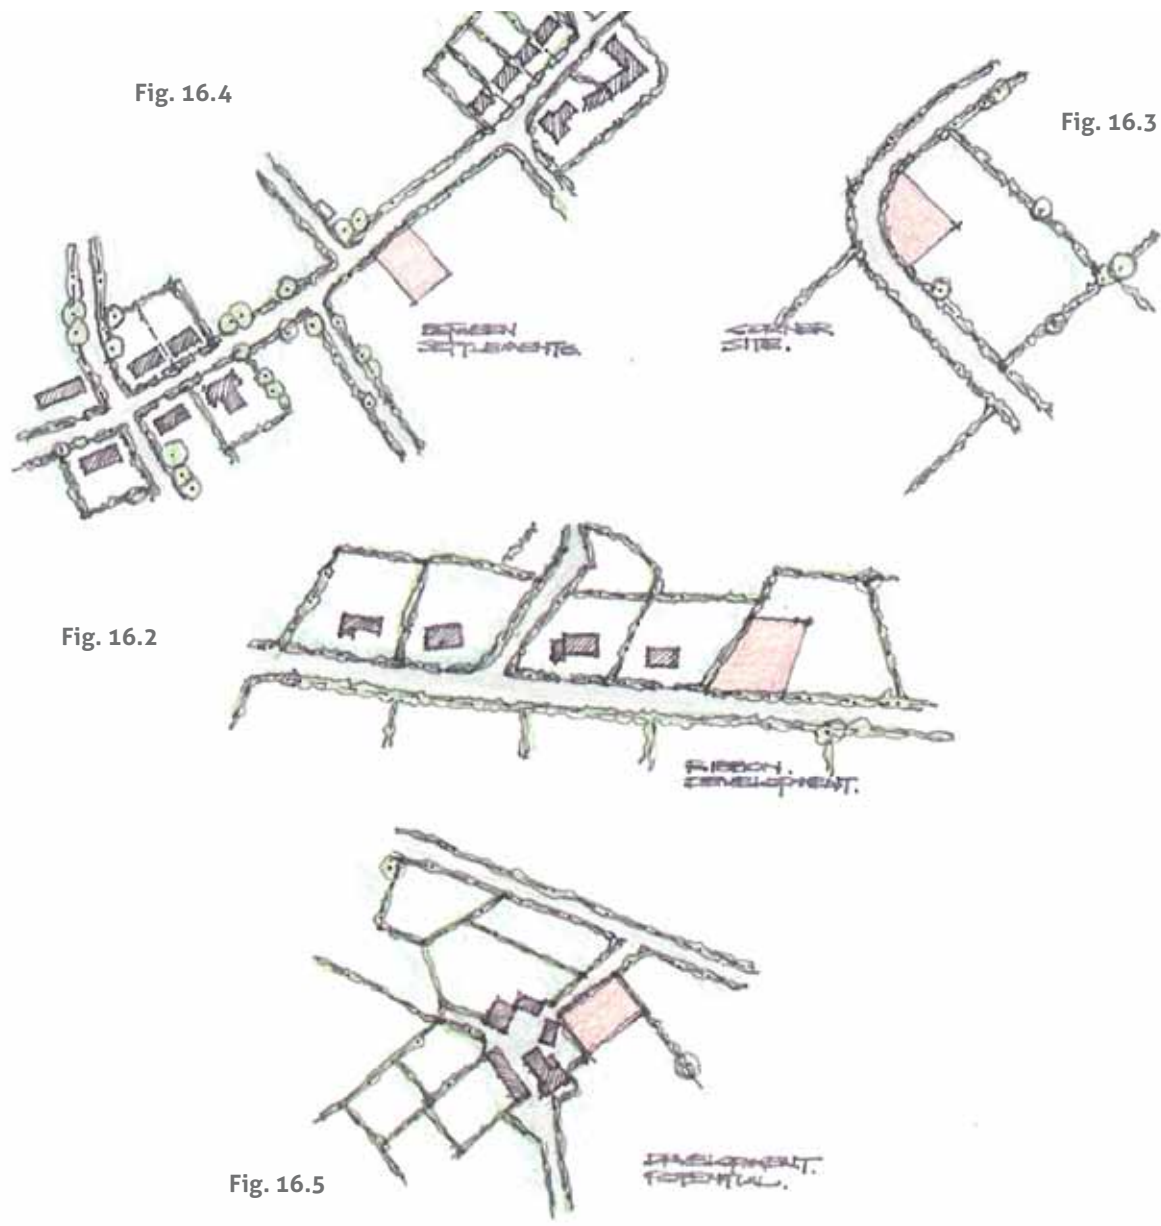 Fig. 16.4
Fig. 16.3
BETWEEN
SETTLEMENTS.
CORNER
SITE.
Fig. 16.2
RIBBON.
DEVELOPMENT.
DEVELOPMENT.
POTENTIAL.
Fig. 16.5